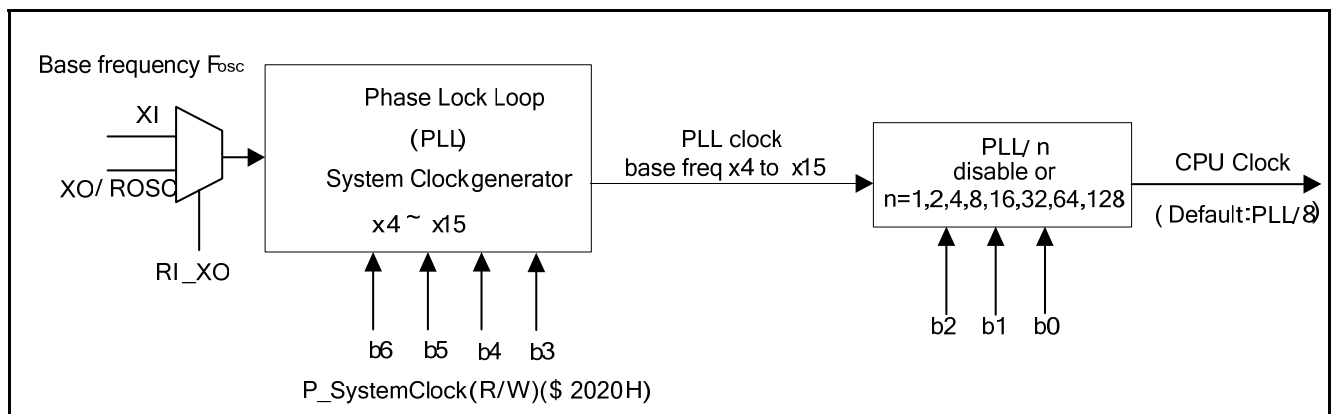 Base frequency Fosc
XI
XO/ ROSC
RI_XO
Phase Lock Loop
(PLL)
System Clock generator
x4 ~ x15
b6 b5 b4 b3
P_SystemClock(R/W)($ 2020H)
PLL clock
base freq x4 to x15
PLL/ n
disable or
n=1,2,4,8,16,32,64,128
b2 b1 b0
CPU Clock
( Default:PLL/8)